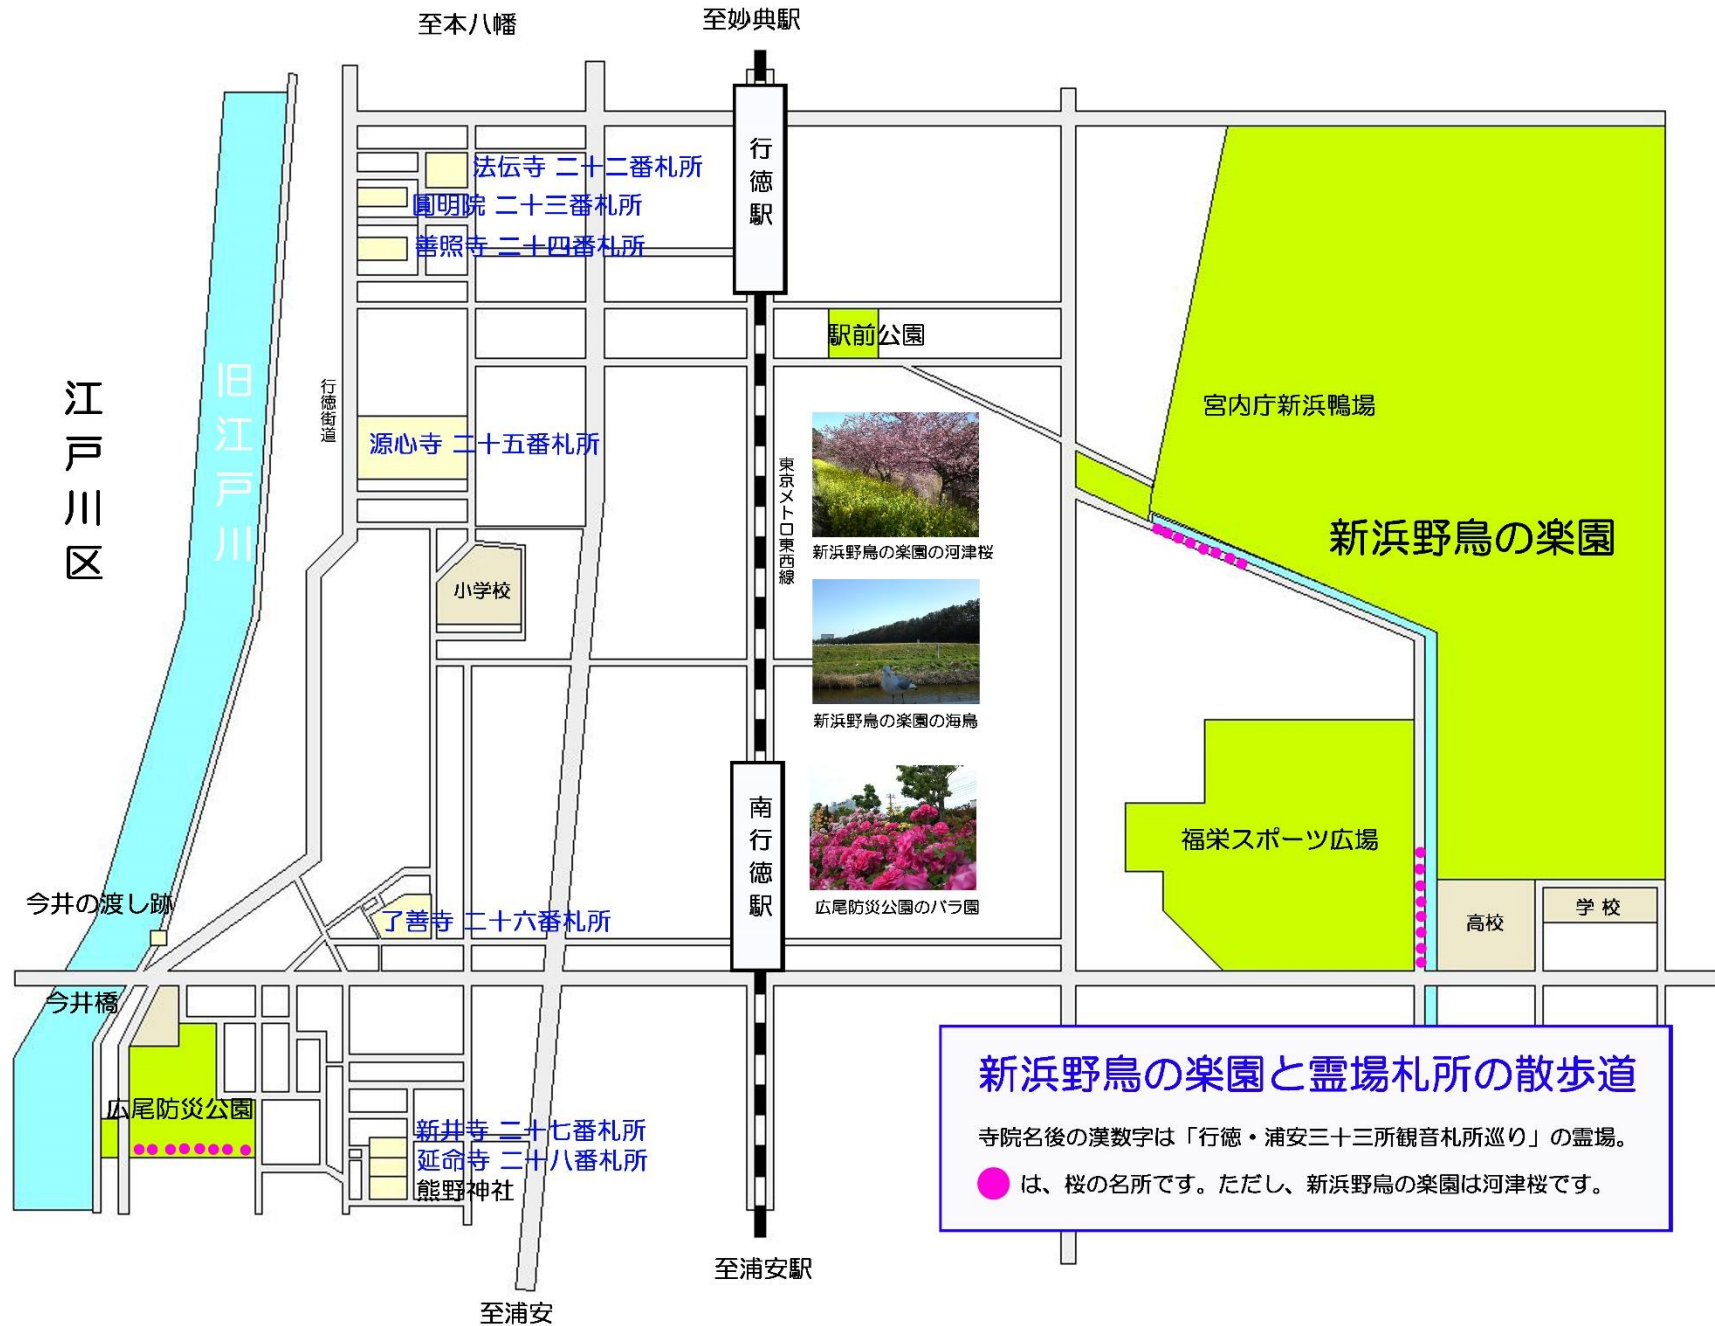 至本八幡
至妙典駅
行徳駅
法伝寺 二十二番札所
圓明院 二十三番札所
善照寺 二十四番札所
駅前公園
江戸川区
旧江戸川
行徳街道
宮内庁新浜鴨場
源心寺 二十五番札所
東京メトロ東西線
新浜野鳥の楽園
新浜野鳥の楽園の河津桜
小学校
新浜野鳥の楽園の海鳥
南行徳駅
福栄スポーツ広場
今井の渡し跡
了善寺 二十六番札所
広尾防災公園のバラ園
高校
学校
今井橋
広尾防災公園
新井寺 二十七番札所
延命寺 二十八番札所
熊野神社
新浜野鳥の楽園と霊場札所の散歩道
寺院名後の漢数字は「行徳・浦安三十三所観音札所巡り」の霊場。
は、桜の名所です。ただし、新浜野鳥の楽園は河津桜です。
至浦安駅
至浦安